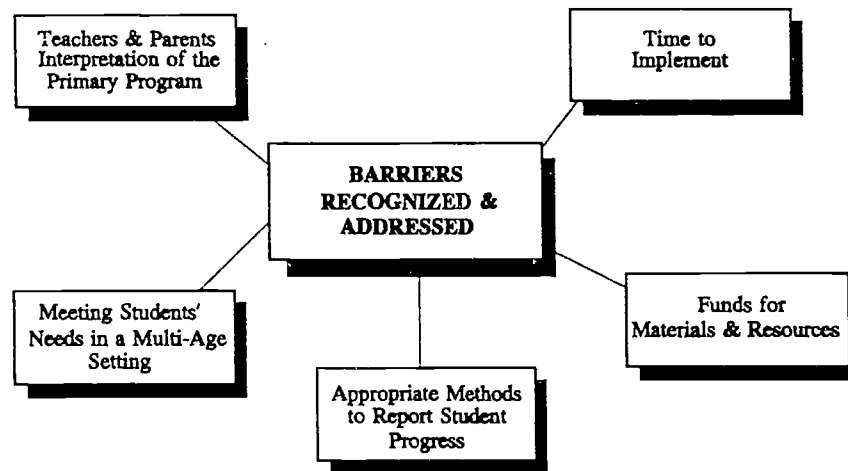 Teachers & Parents
Interpretation of the
Primary Program
Time to
Implement
BARRIERS
RECOGNIZED &
ADDRESSED
Meeting Students'
Needs in a Multi-Age
Setting
Funds for
Materials & Resources
Appropriate Methods
to Report Student
Progress